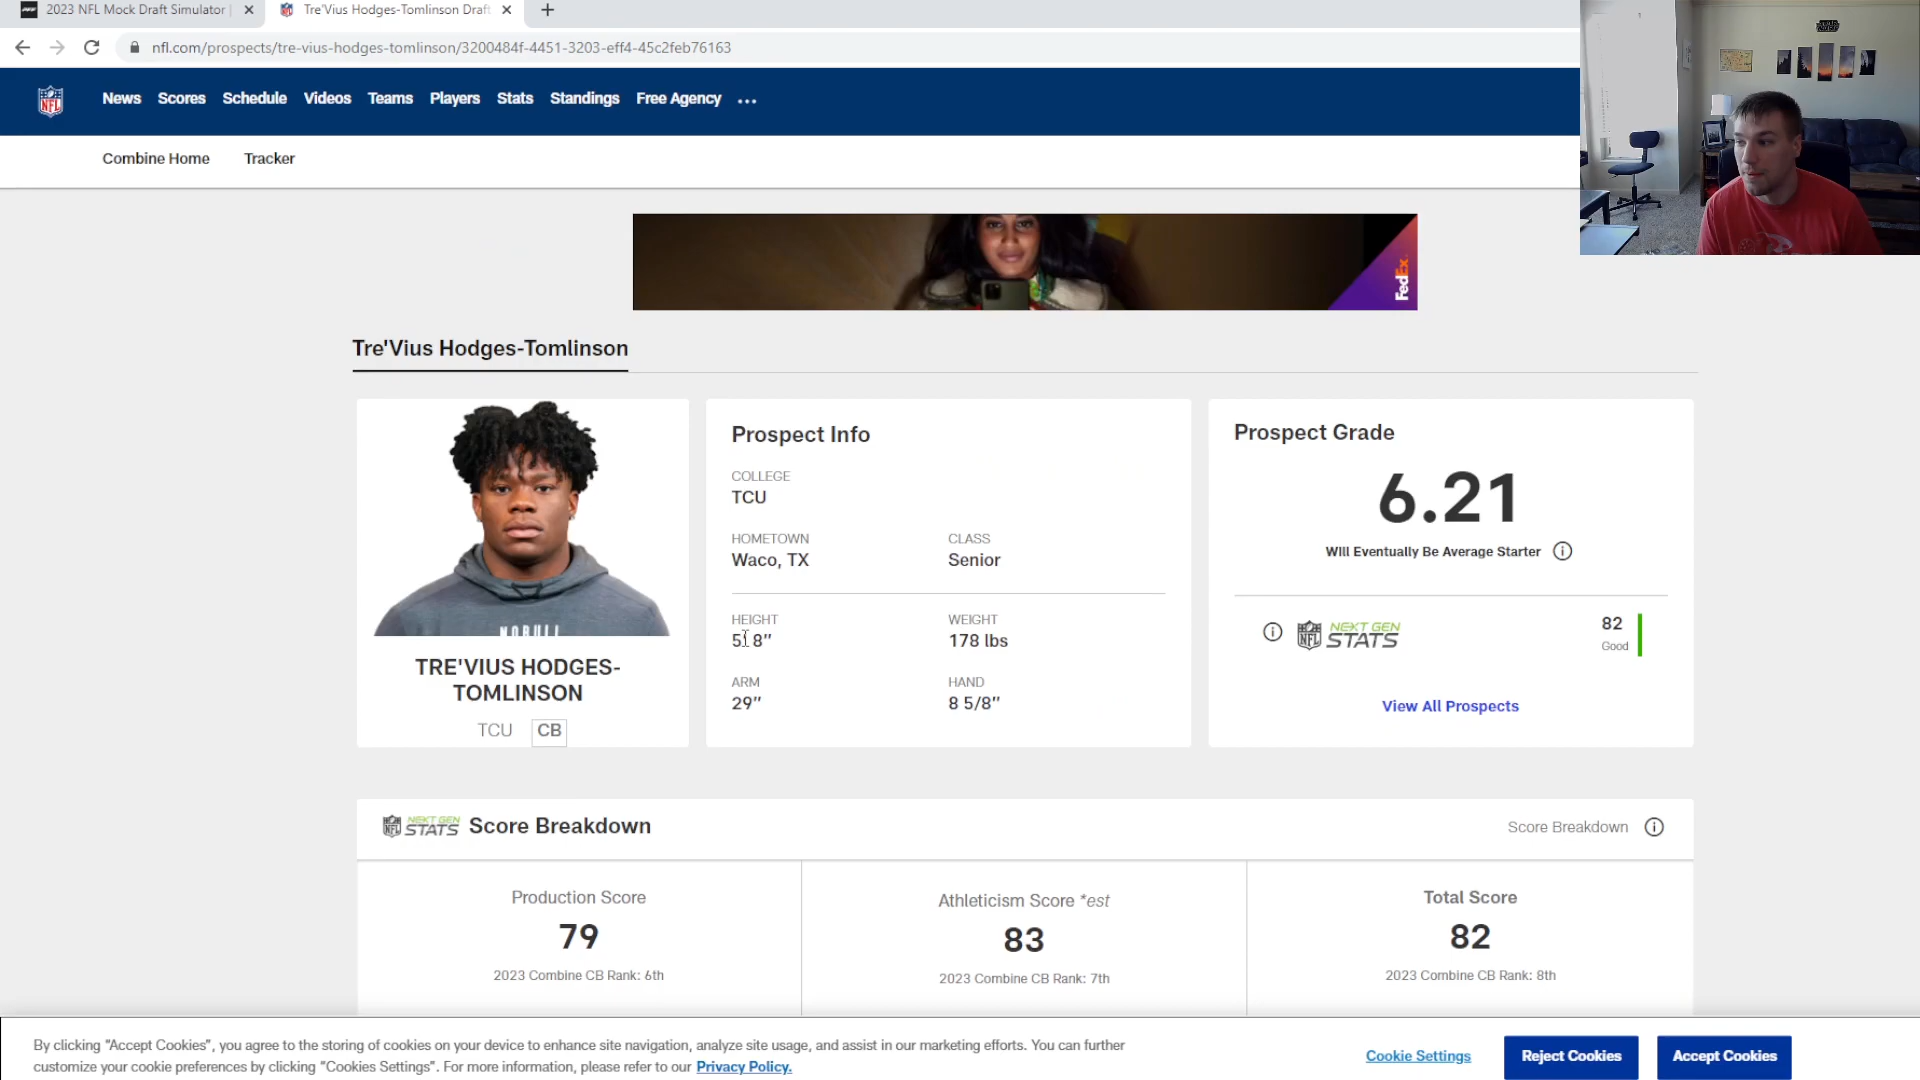 2023 NFL Mock Draft Simulator |
Tre'Vius Hodges-Tomlinson Draft
nfl.com/prospects/tre-vius-hodges-tomlinson/3200484f-4451-3203-eff4-45c2feb76163
NFL
News Scores Schedule Videos Teams Players Stats Standings Free Agency ...
Combine Home Tracker
FedEx
Tre'Vius Hodges-Tomlinson
NOBULL
TRE'VIUS HODGES-
TOMLINSON
TCU CB
Prospect Info
COLLEGE
TCU
HOMETOWN CLASS
Waco, TX Senior
HEIGHT WEIGHT
5' 8" 178 lbs
ARM HAND
29" 8 5/8"
Prospect Grade
6.21
Will Eventually Be Average Starter
NFL NEXT GEN STATS
82
Good
View All Prospects
NFL NEXT GEN STATS Score Breakdown
Score Breakdown
Production Score
79
2023 Combine CB Rank: 6th
Athleticism Score *est
83
2023 Combine CB Rank: 7th
Total Score
82
2023 Combine CB Rank: 8th
By clicking "Accept Cookies", you agree to the storing of cookies on your device to enhance site navigation, analyze site usage, and assist in our marketing efforts. You can further
customize your cookie preferences by clicking "Cookies Settings". For more information, please refer to our Privacy Policy.
Cookie Settings
Reject Cookies
Accept Cookies